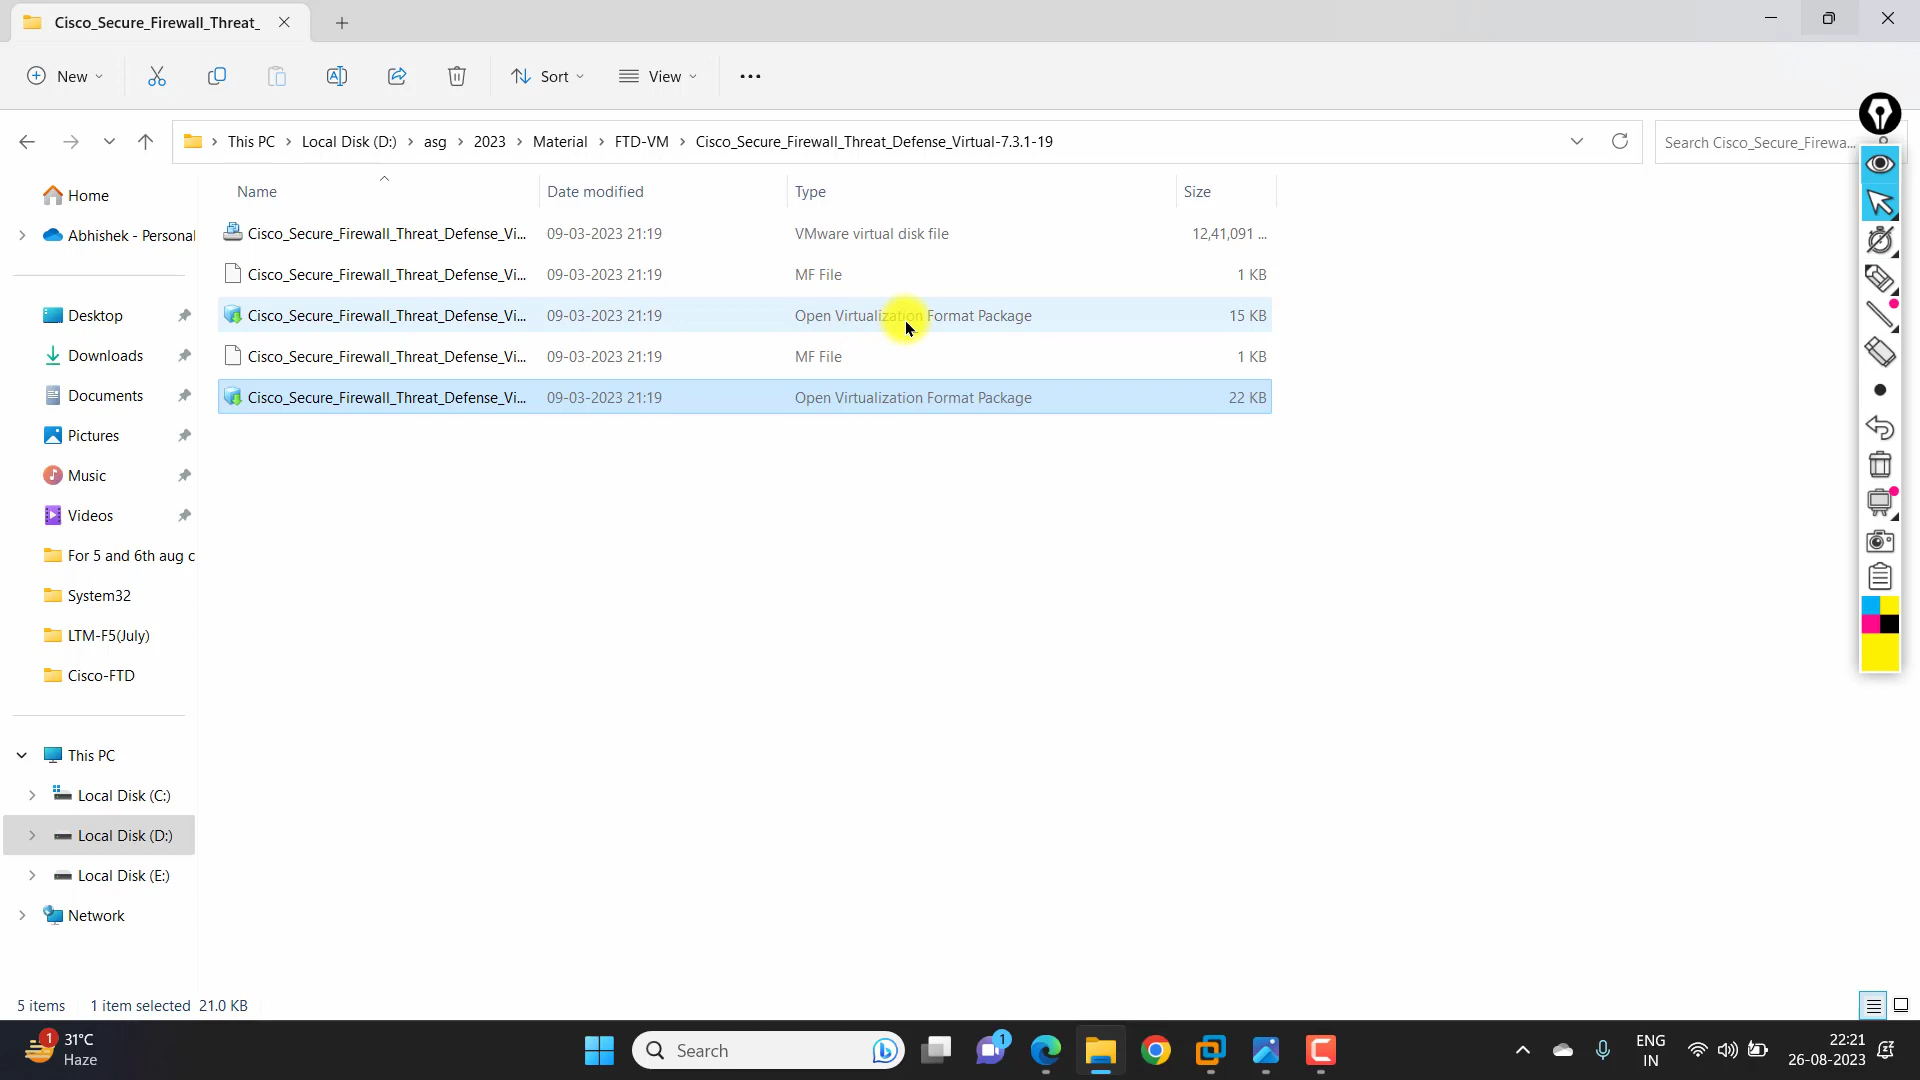 Cisco_Secure_Firewall_Threat_
New
Sort
View
This PC
Local Disk (D:)
asg
2023
Material
FTD-VM
Cisco_Secure_Firewall_Threat_Defense_Virtual-7.3.1-19
Search Cisco_Secure_Firewa...
Name Date modified Type Size
Cisco_Secure_Firewall_Threat_Defense_Vi... 09-03-2023 21:19 VMware virtual disk file 12,41,091 ...
Cisco_Secure_Firewall_Threat_Defense_Vi... 09-03-2023 21:19 MF File 1 KB
Cisco_Secure_Firewall_Threat_Defense_Vi... 09-03-2023 21:19 Open Virtualization Format Package 15 KB
Cisco_Secure_Firewall_Threat_Defense_Vi... 09-03-2023 21:19 MF File 1 KB
Cisco_Secure_Firewall_Threat_Defense_Vi... 09-03-2023 21:19 Open Virtualization Format Package 22 KB
Home
Abhishek - Personal
Desktop
Downloads
Documents
Pictures
Music
Videos
For 5 and 6th aug c
System32
LTM-F5(July)
Cisco-FTD
This PC
Local Disk (C:)
Local Disk (D:)
Local Disk (E:)
Network
5 items 1 item selected 21.0 KB
1
31°C
Haze
Search
1
ENG
IN
22:21
26-08-2023